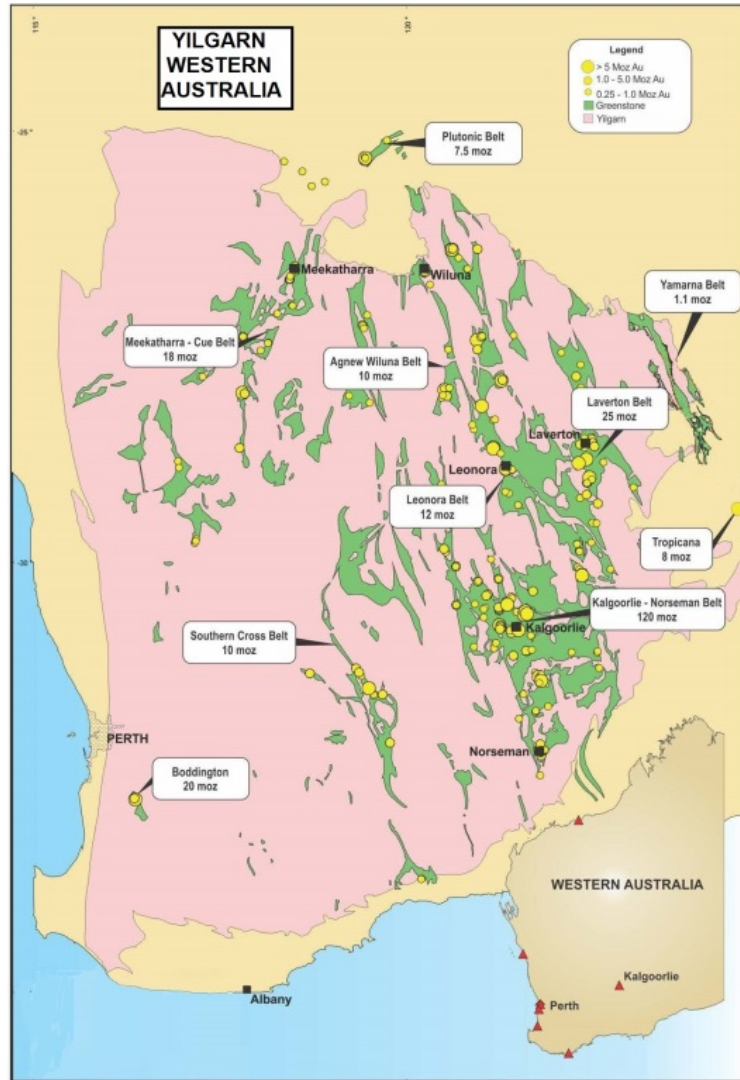 115
120
YILGARN
WESTERN
AUSTRALIA
Legend
> 5 Moz Au
1.0 - 5.0 Moz Au
0.25 - 1.0 Moz Au
Greenstone
Yilgarn
-25
Plutonic Belt
7.5 moz
Meekatharra
Wiluna
Yamarna Belt
1.1 moz
Meekatharra - Cue Belt
18 moz
Agnew Wiluna Belt
10 moz
Laverton Belt
25 moz
Laverton
Leonora
Leonora Belt
12 moz
Tropicana
8 moz
-30
Kalgoorlie - Norseman Belt
120 moz
Kalgoorlie
Southern Cross Belt
10 moz
PERTH
Norseman
Boddington
20 moz
WESTERN AUSTRALIA
Kalgoorlie
Perth
Albany